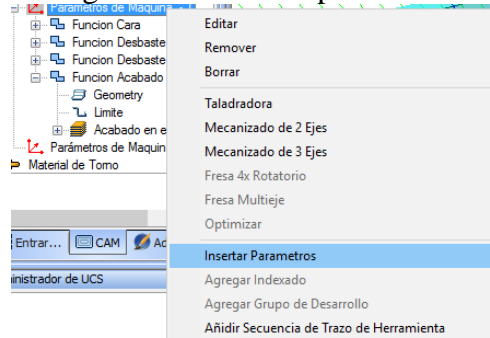 Parámetros de Maquina
Funcion Cara
Funcion Desbaste
Funcion Desbaste
Funcion Acabado
Geometry
Limite
Acabado en e
Parámetros de Maquin
Material de Torno
Entrar...
CAM
Ad
inistrador de UCS
Editar
Remover
Borrar
Taladradora
Mecanizado de 2 Ejes
Mecanizado de 3 Ejes
Fresa 4x Rotatorio
Fresa Multieje
Optimizar
Insertar Parametros
Agregar Indexado
Agregar Grupo de Desarrollo
Añadir Secuencia de Trazo de Herramienta